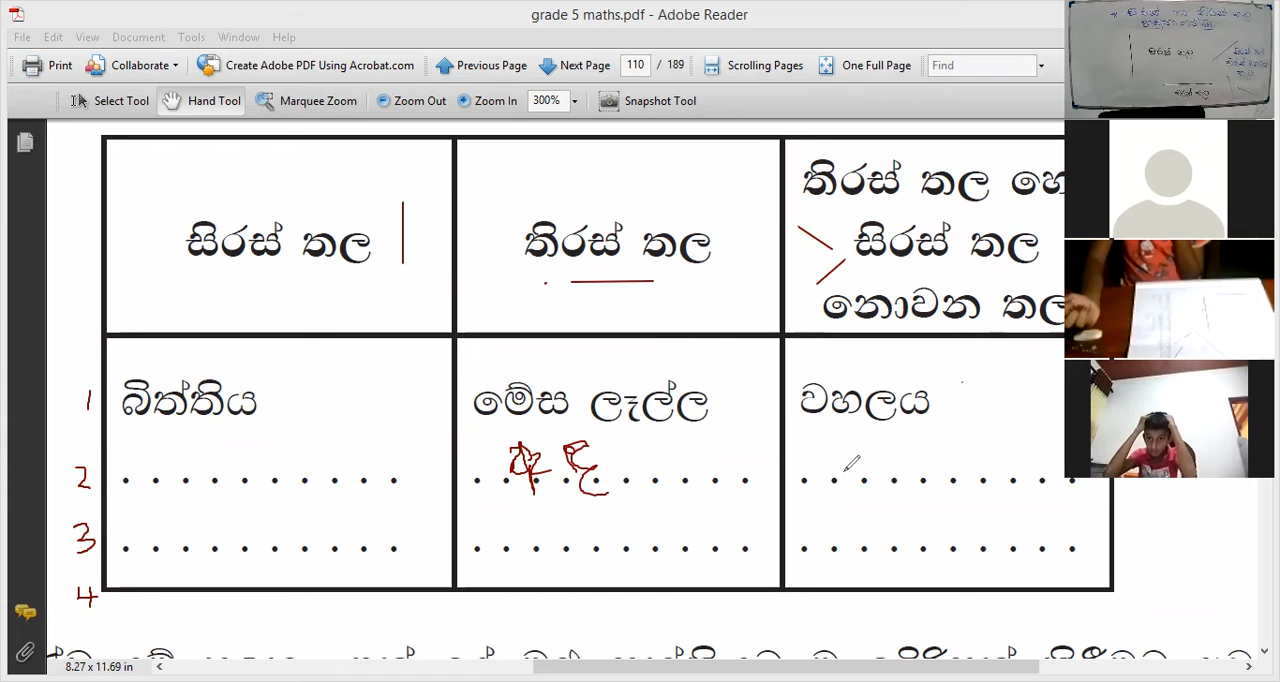 grade 5 maths.pdf - Adobe Reader
File Edit View Document Tools Window Help
Print Collaborate Create Adobe PDF Using Acrobat.com Previous Page Next Page 110 / 189 Scrolling Pages One Full Page Find
Select Tool Hand Tool Marquee Zoom Zoom Out Zoom In 300% Snapshot Tool
සිරස් තල
තිරස් තල
තිරස් තල
සිරස් තල
නොවන තල
1 බිත්තිය මේස ලෑල්ල වහලය
2 . . . . . . . . . . . . . . . . . . . . . . . . . . . . . .
3 . . . . . . . . . . . . . . . . . . . . . . . . . . . . . .
4
8.27 x 11.69 in